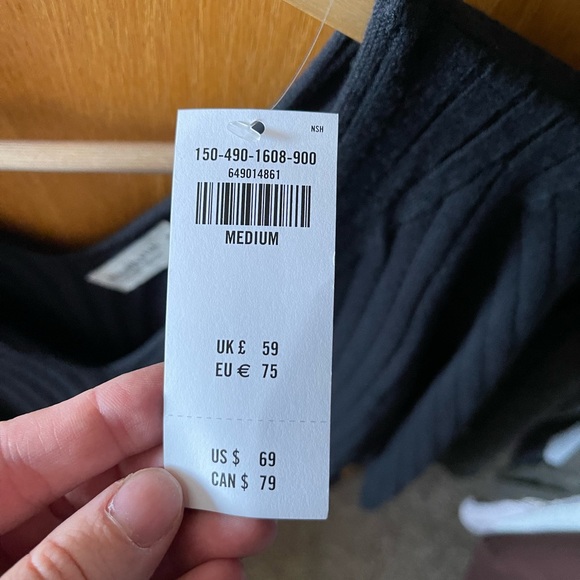 NSH
150-490-1608-900
649014861
MEDIUM
UK £ 59
EU € 75
US $ 69
CAN $ 79